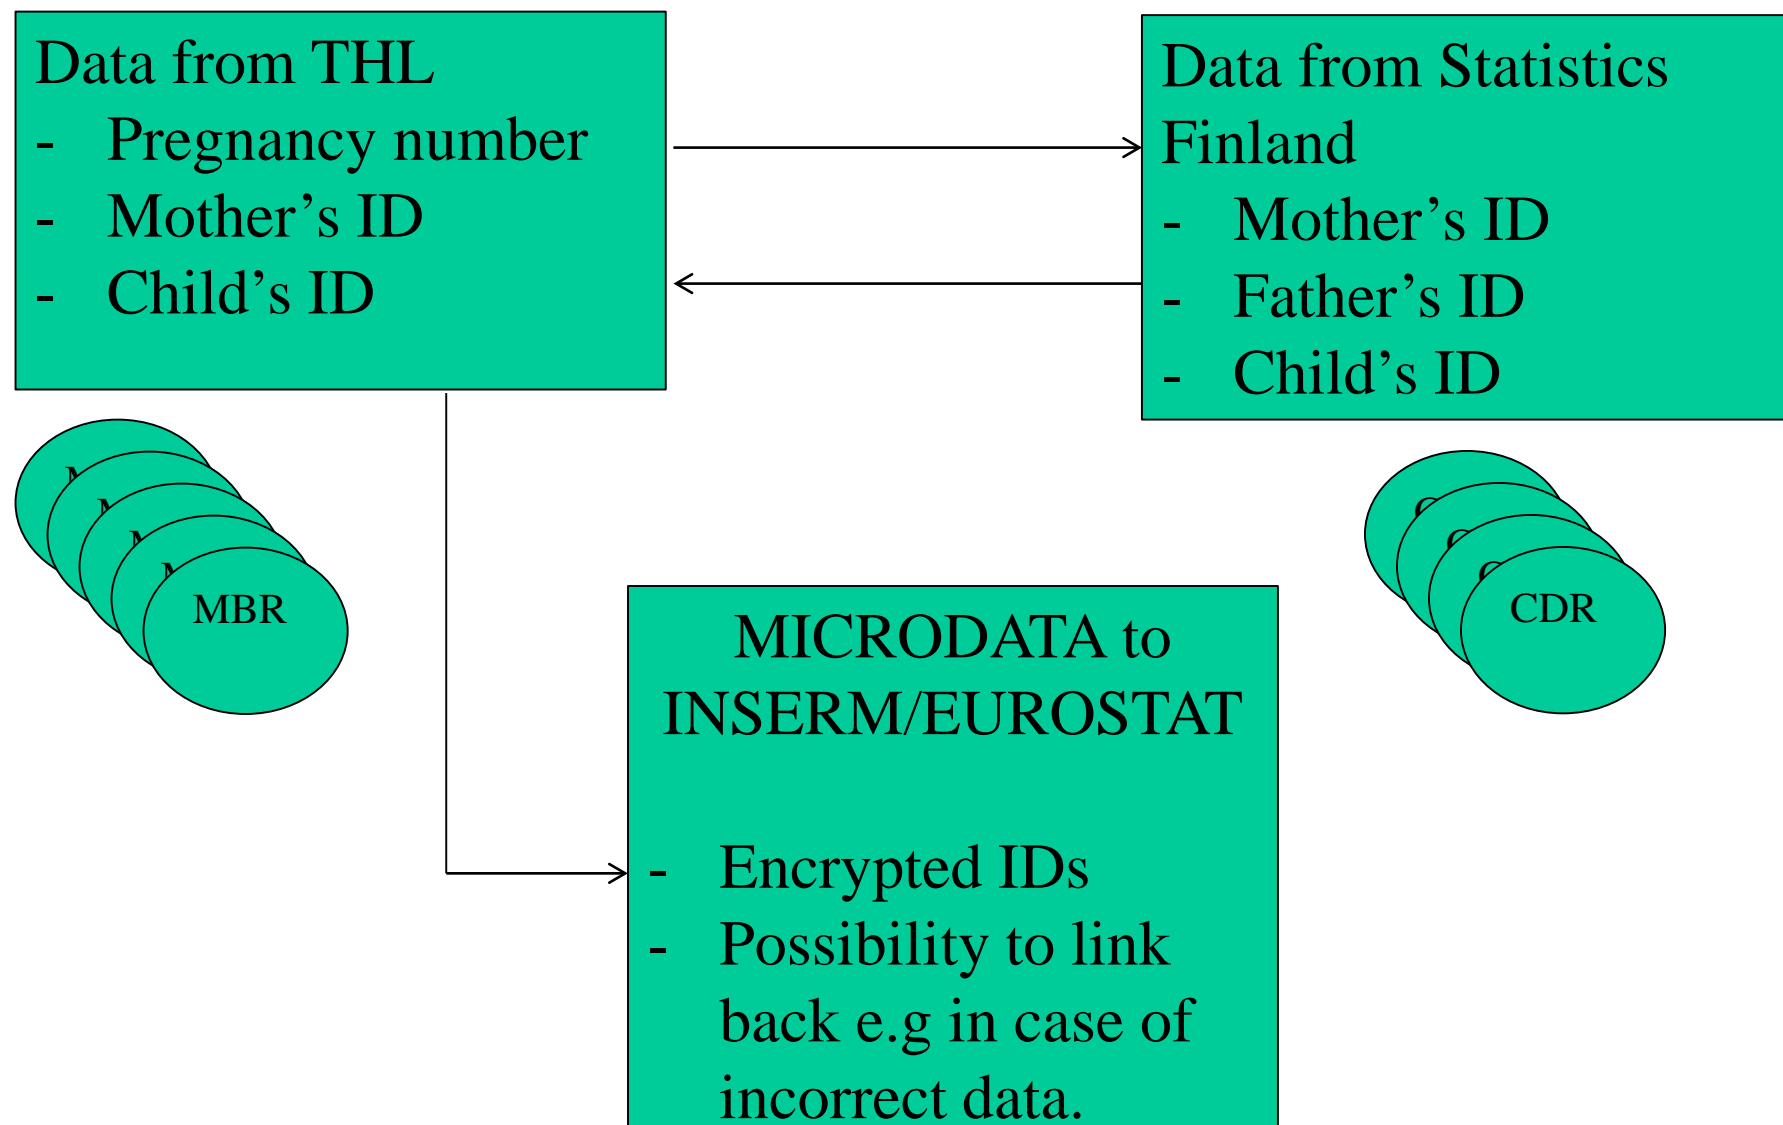 Data from THL
- Pregnancy number
- Mother's ID
- Child's ID
Data from Statistics
Finland
- Mother's ID
- Father's ID
- Child's ID
MBR
CDR
MICRODATA to
INSERM/EUROSTAT
- Encrypted IDs
- Possibility to link
back e.g in case of
incorrect data.